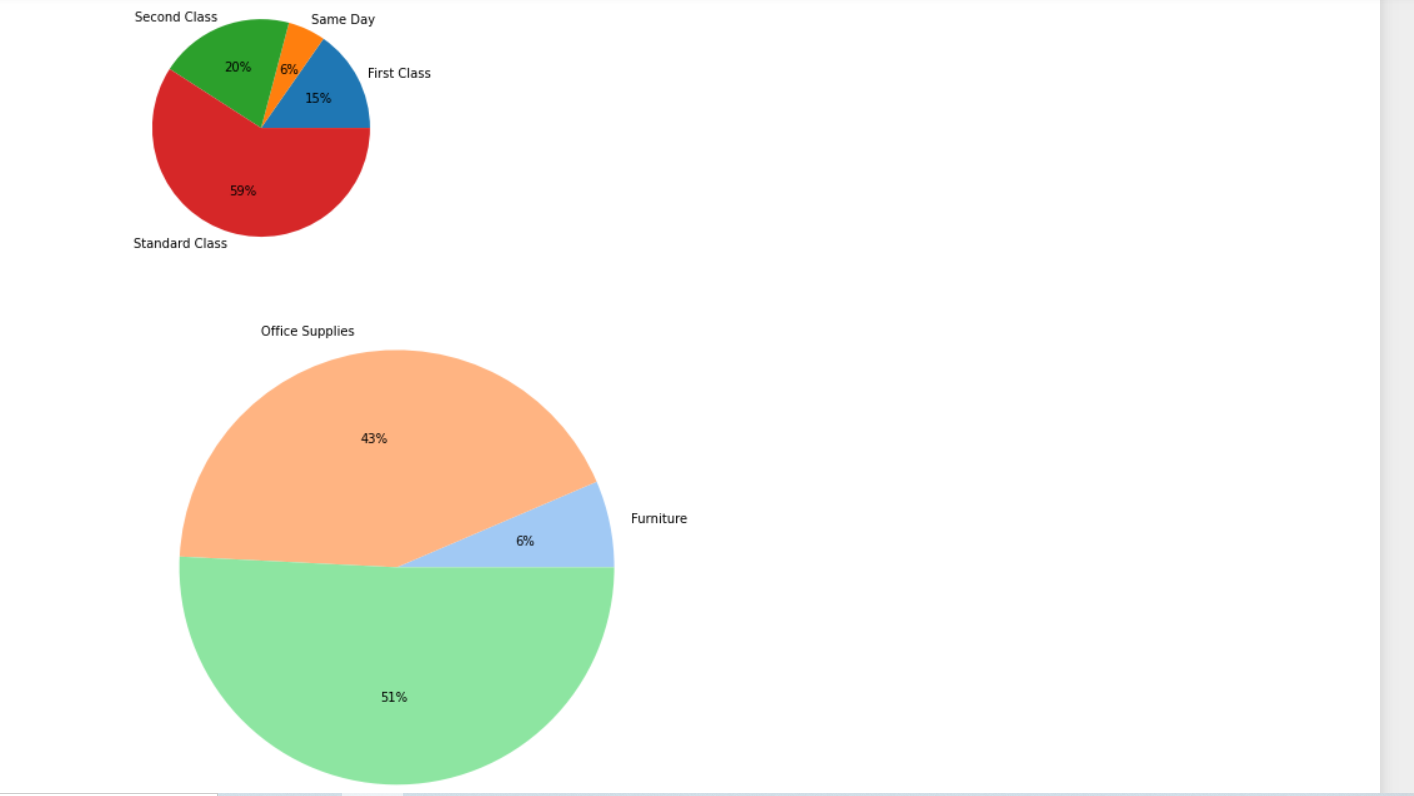 Second Class
Same Day
20%
6%
First Class
15%
59%
Standard Class
Office Supplies
43%
Furniture
6%
51%